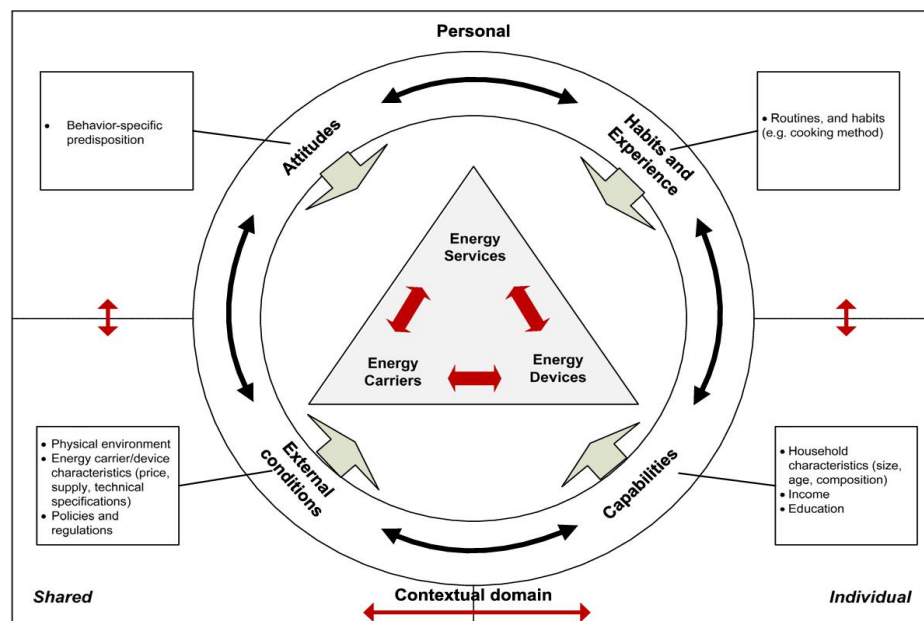 Personal
• Behavior-specific
predisposition
Attitudes
Habits and
Experience
• Routines, and habits
(e.g. cooking method)
Energy
Services
Energy
Carriers
Energy
Devices
• Physical environment
• Energy carrier/device
characteristics (price,
supply, technical
specifications)
• Policies and
regulations
External
conditions
Capabilities
• Household
characteristics (size,
age, composition)
• Income
• Education
Shared
Contextual domain
Individual